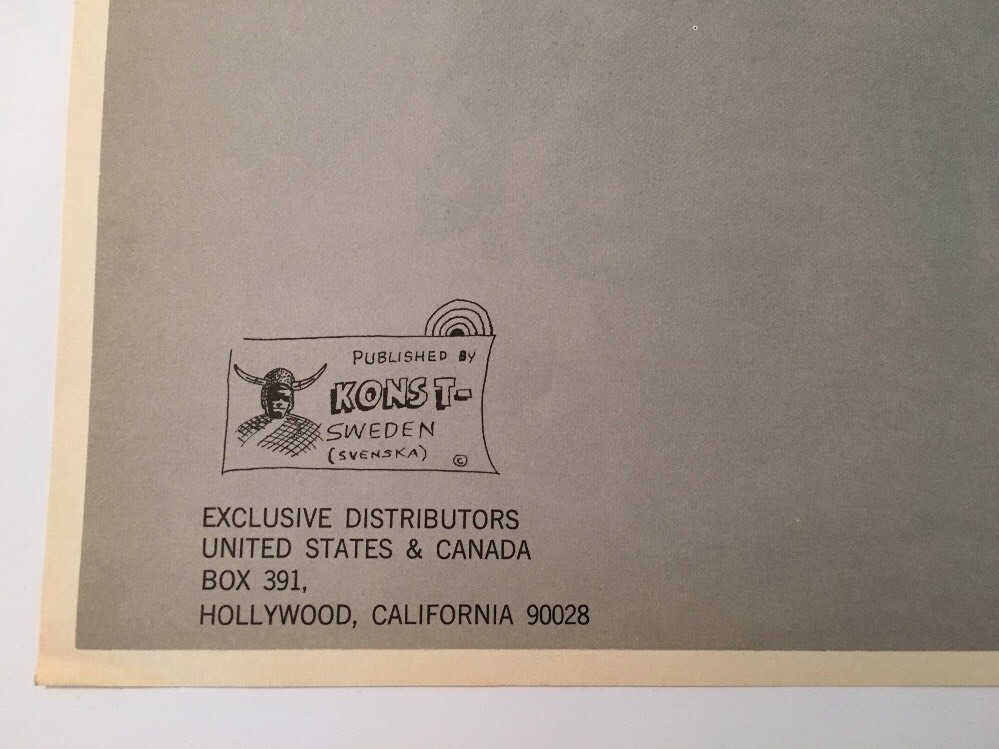 PUBLISHED BY
KONST-
SWEDEN
(SVENSKA) ©
EXCLUSIVE DISTRIBUTORS
UNITED STATES & CANADA
BOX 391,
HOLLYWOOD, CALIFORNIA 90028